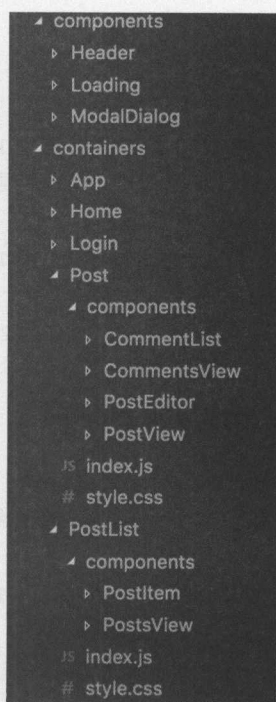 components
Header
Loading
ModalDialog
containers
App
Home
Login
Post
components
CommentList
CommentsView
PostEditor
PostView
JS index.js
# style.css
PostList
components
PostItem
PostsView
JS index.js
# style.css